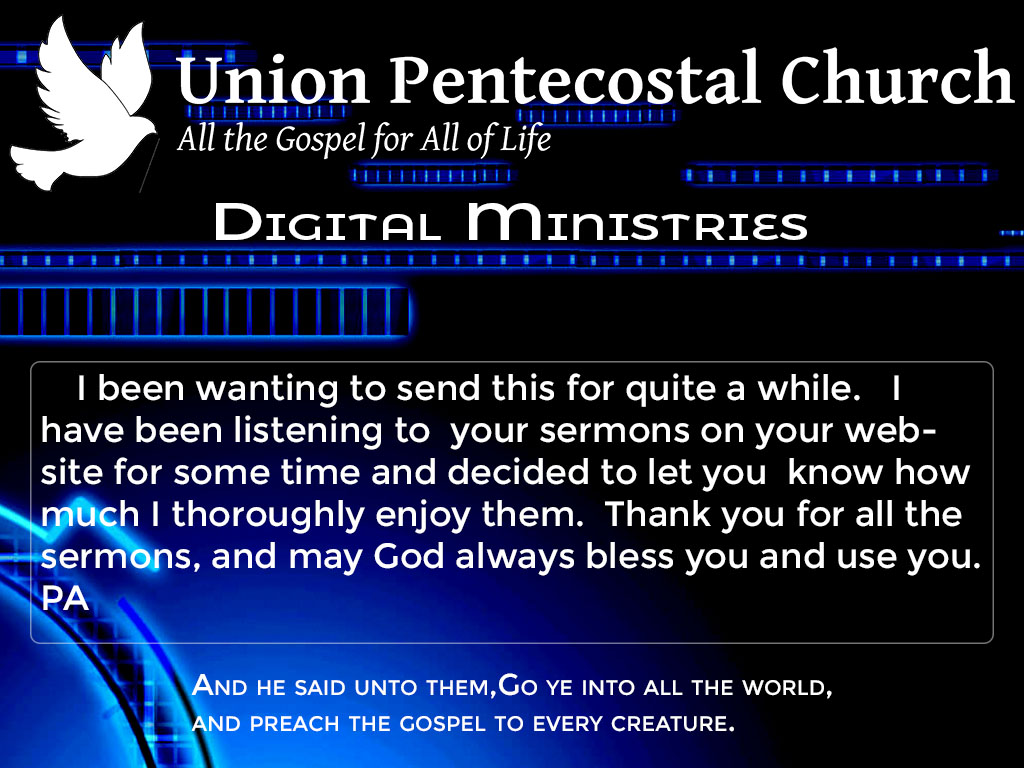 Union Pentecostal Church
All the Gospel for All of Life
Digital Ministries
I been wanting to send this for quite a while.   I
have been listening to  your sermons on your web-
site for some time and decided to let you  know how
much I thoroughly enjoy them.  Thank you for all the
sermons, and may God always bless you and use you.
PA
And he said unto them,Go ye into all the world,
and preach the gospel to every creature.